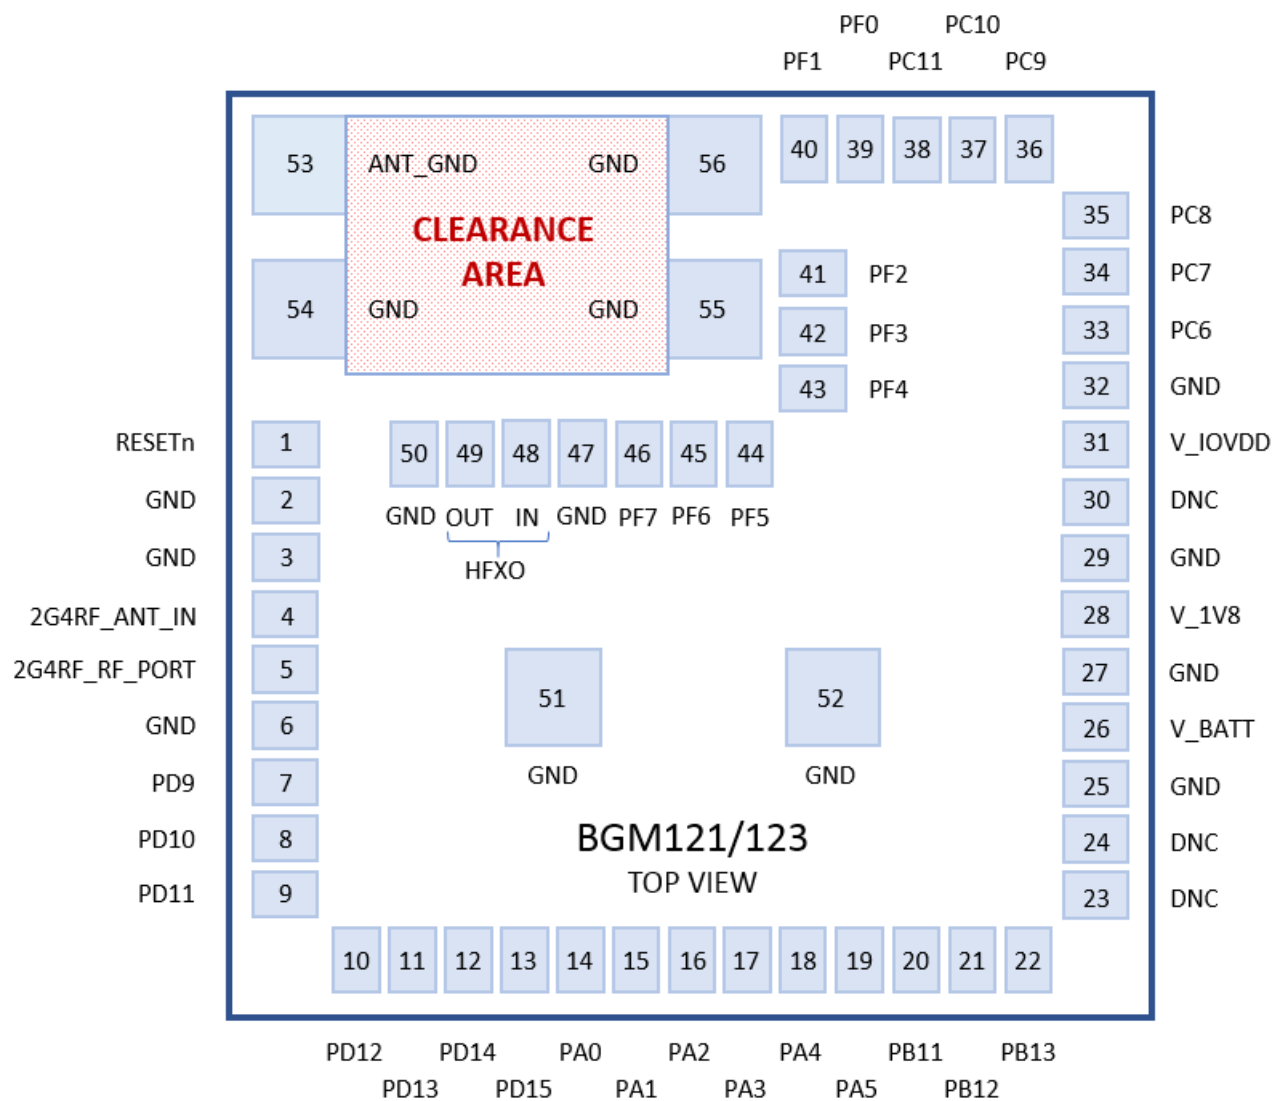 PF0 PC10
PF1 PC11 PC9
53 ANT_GND GND 56 40 39 38 37 36
CLEARANCE
AREA
35 PC8
41 PF2 34 PC7
54 GND GND 55
42 PF3 33 PC6
43 PF4 32 GND
RESETn 1 50 49 48 47 46 45 44 31 V_IOVDD
GND 2 GND OUT IN GND PF7 PF6 PF5 30 DNC
HFXO
GND 3 29 GND
2G4RF_ANT_IN 4 28 V_1V8
2G4RF_RF_PORT 5 51 52 27 GND
GND 6 26 V_BATT
GND GND
PD9 7 25 GND
PD10 8 BGM121/123 24 DNC
TOP VIEW
PD11 9 23 DNC
10 11 12 13 14 15 16 17 18 19 20 21 22
PD12 PD14 PA0 PA2 PA4 PB11 PB13
PD13 PD15 PA1 PA3 PA5 PB12